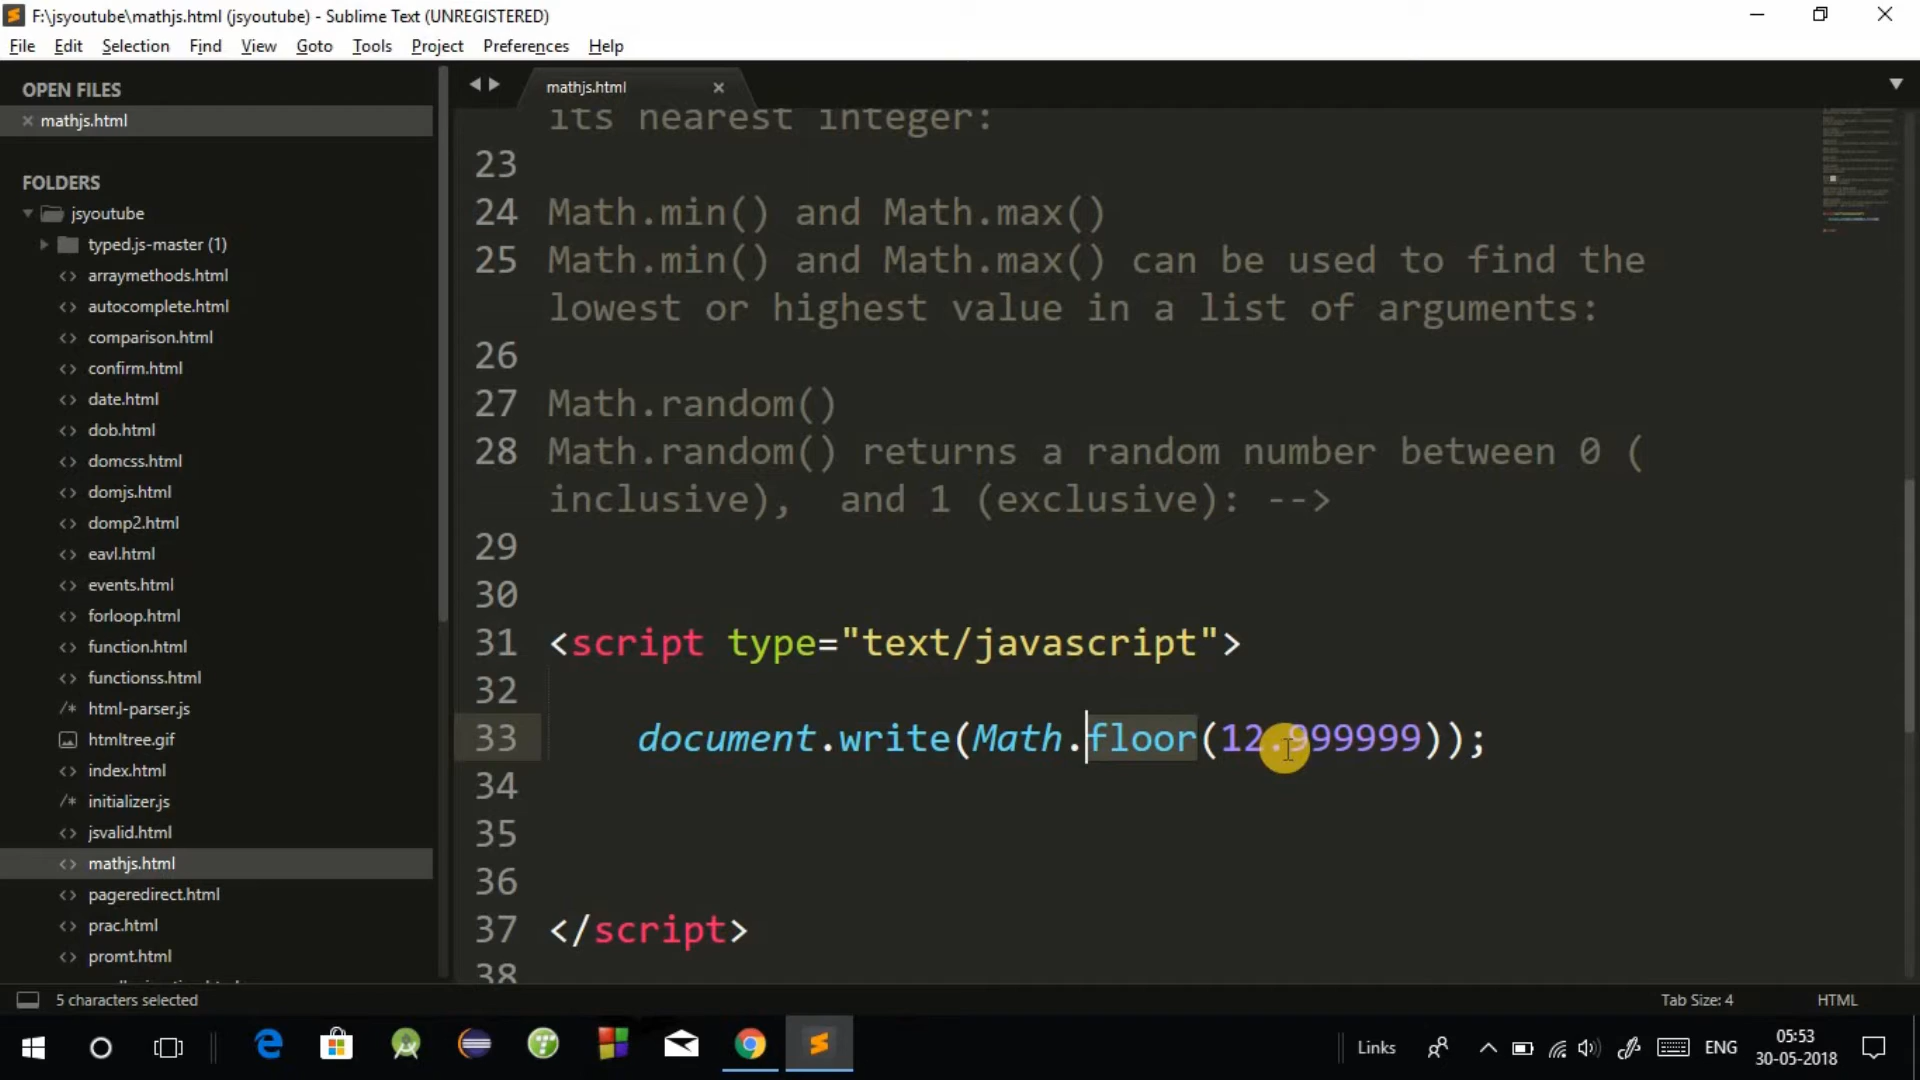 F:\jsyoutube\mathjs.html (jsyoutube) - Sublime Text (UNREGISTERED)
File Edit Selection Find View Goto Tools Project Preferences Help
OPEN FILES
mathjs.html
FOLDERS
jsyoutube
typed.js-master (1)
arraymethods.html
autocomplete.html
comparison.html
confirm.html
date.html
dob.html
domcss.html
domjs.html
domp2.html
eavl.html
events.html
forloop.html
function.html
functionss.html
html-parser.js
htmltree.gif
index.html
initializer.js
jsvalid.html
mathjs.html
pageredirect.html
prac.html
promt.html
mathjs.html
its nearest integer:
23
24 Math.min() and Math.max()
25 Math.min() and Math.max() can be used to find the
lowest or highest value in a list of arguments:
26
27 Math.random()
28 Math.random() returns a random number between 0 (
inclusive),  and 1 (exclusive): -->
29
30
31 <script type="text/javascript">
32
33 document.write(Math.floor(12.999999));
34
35
36
37 </script>
38
5 characters selected
Tab Size: 4 HTML
Links ENG 05:53
30-05-2018